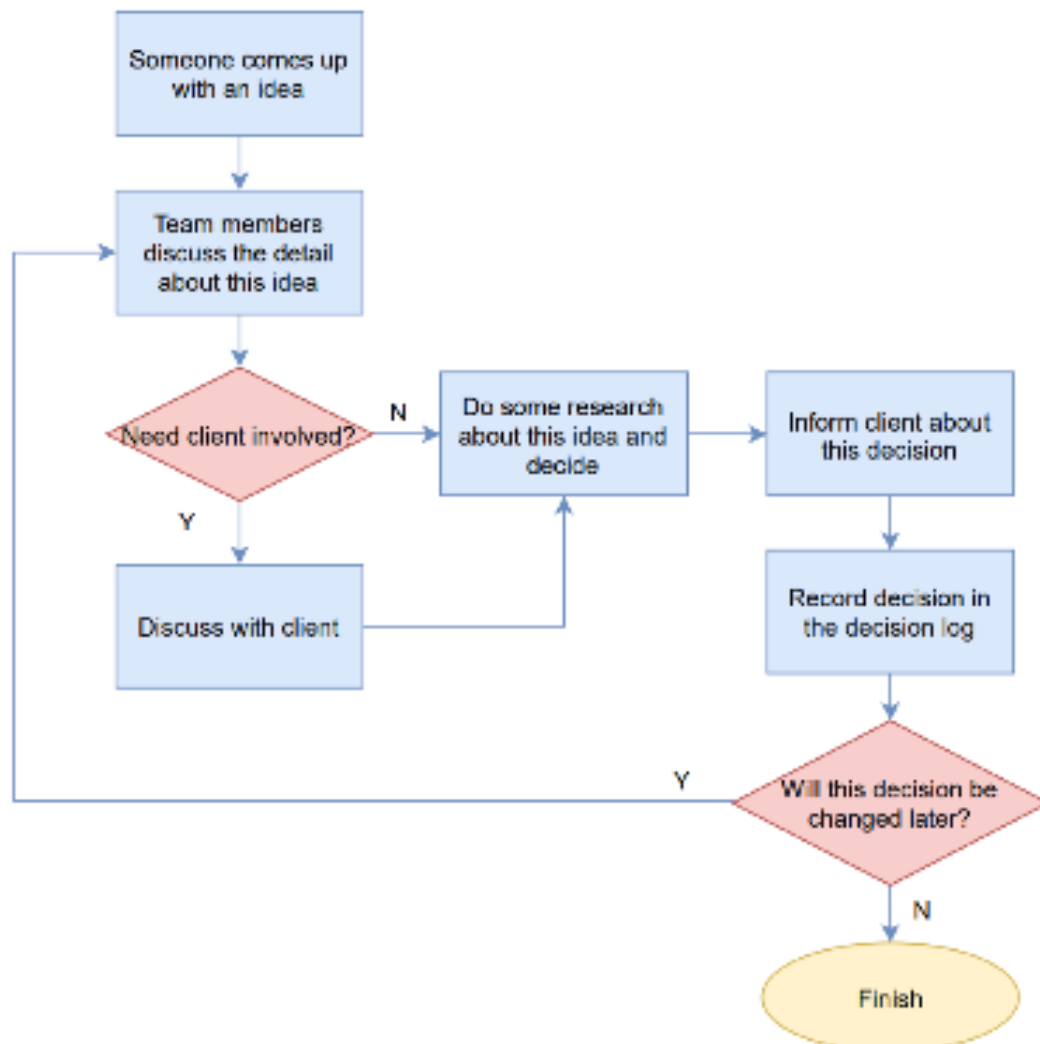 Someone comes up
with an idea
Team members
discuss the detail
about this idea
Need client involved?
N
Do some research
about this idea and
decide
Inform client about
this decision
Y
Discuss with client
Record decision in
the decision log
Y
Will this decision be
changed later?
N
Finish